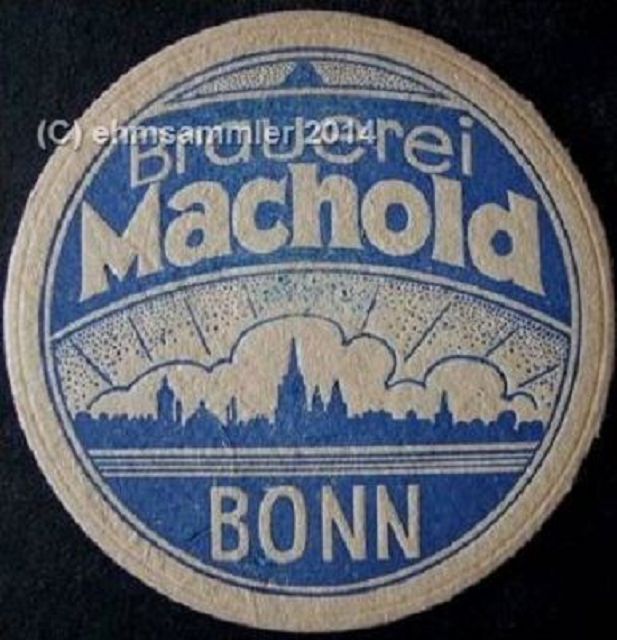 (C) ehmsammler 2014
Brauerei
Machold
BONN